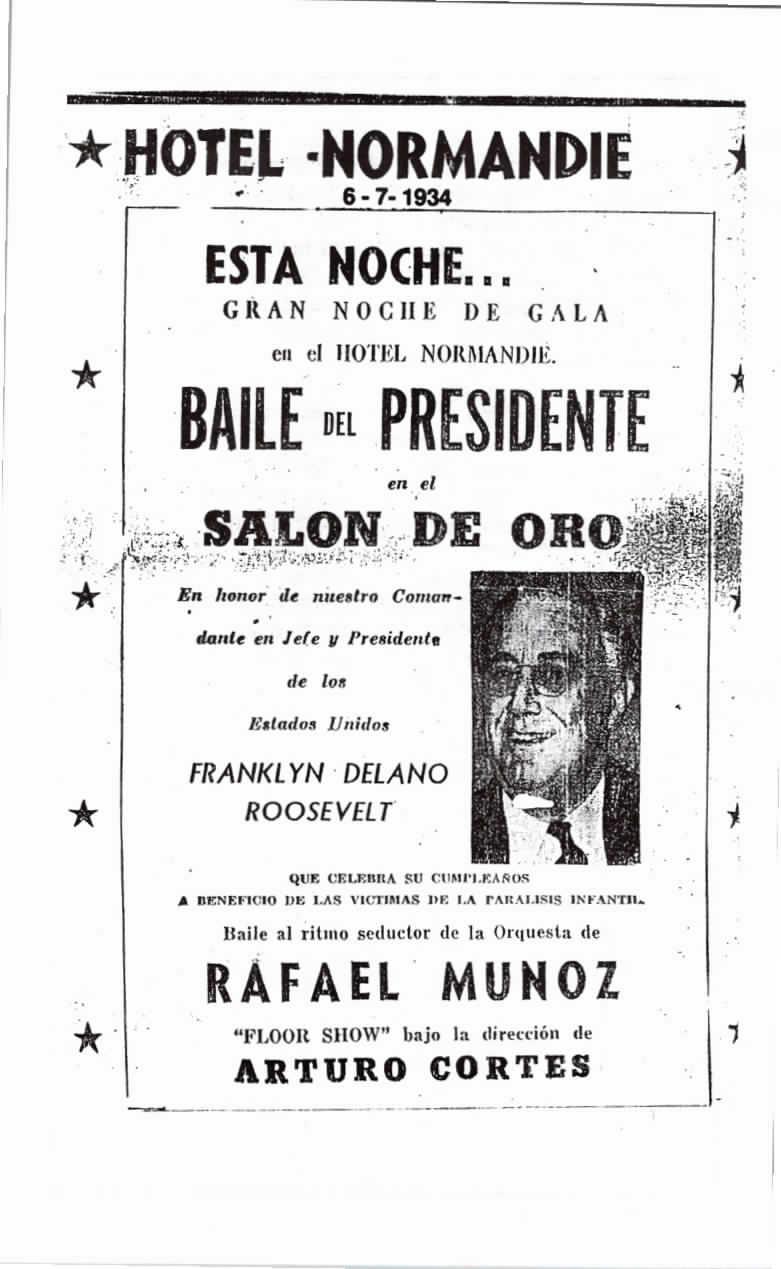 HOTEL - NORMANDIE
6 - 7 - 1934
ESTA NOCHE...
GRAN NOCHE DE GALA
en el HOTEL NORMANDIE.
BAILE DEL PRESIDENTE
en el
SALON DE ORO
En honor de nuestro Coman-
dante en Jefe y Presidente
de los
Estados Unidos
FRANKLYN DELANO
ROOSEVELT
QUE CELEBRA SU CUMPLEAÑOS
A BENEFICIO DE LAS VICTIMAS DE LA PARALISIS INFANTIL
Baile al ritmo seductor de la Orquesta de
RAFAEL MUNOZ
"FLOOR SHOW" bajo la dirección de
ARTURO CORTES